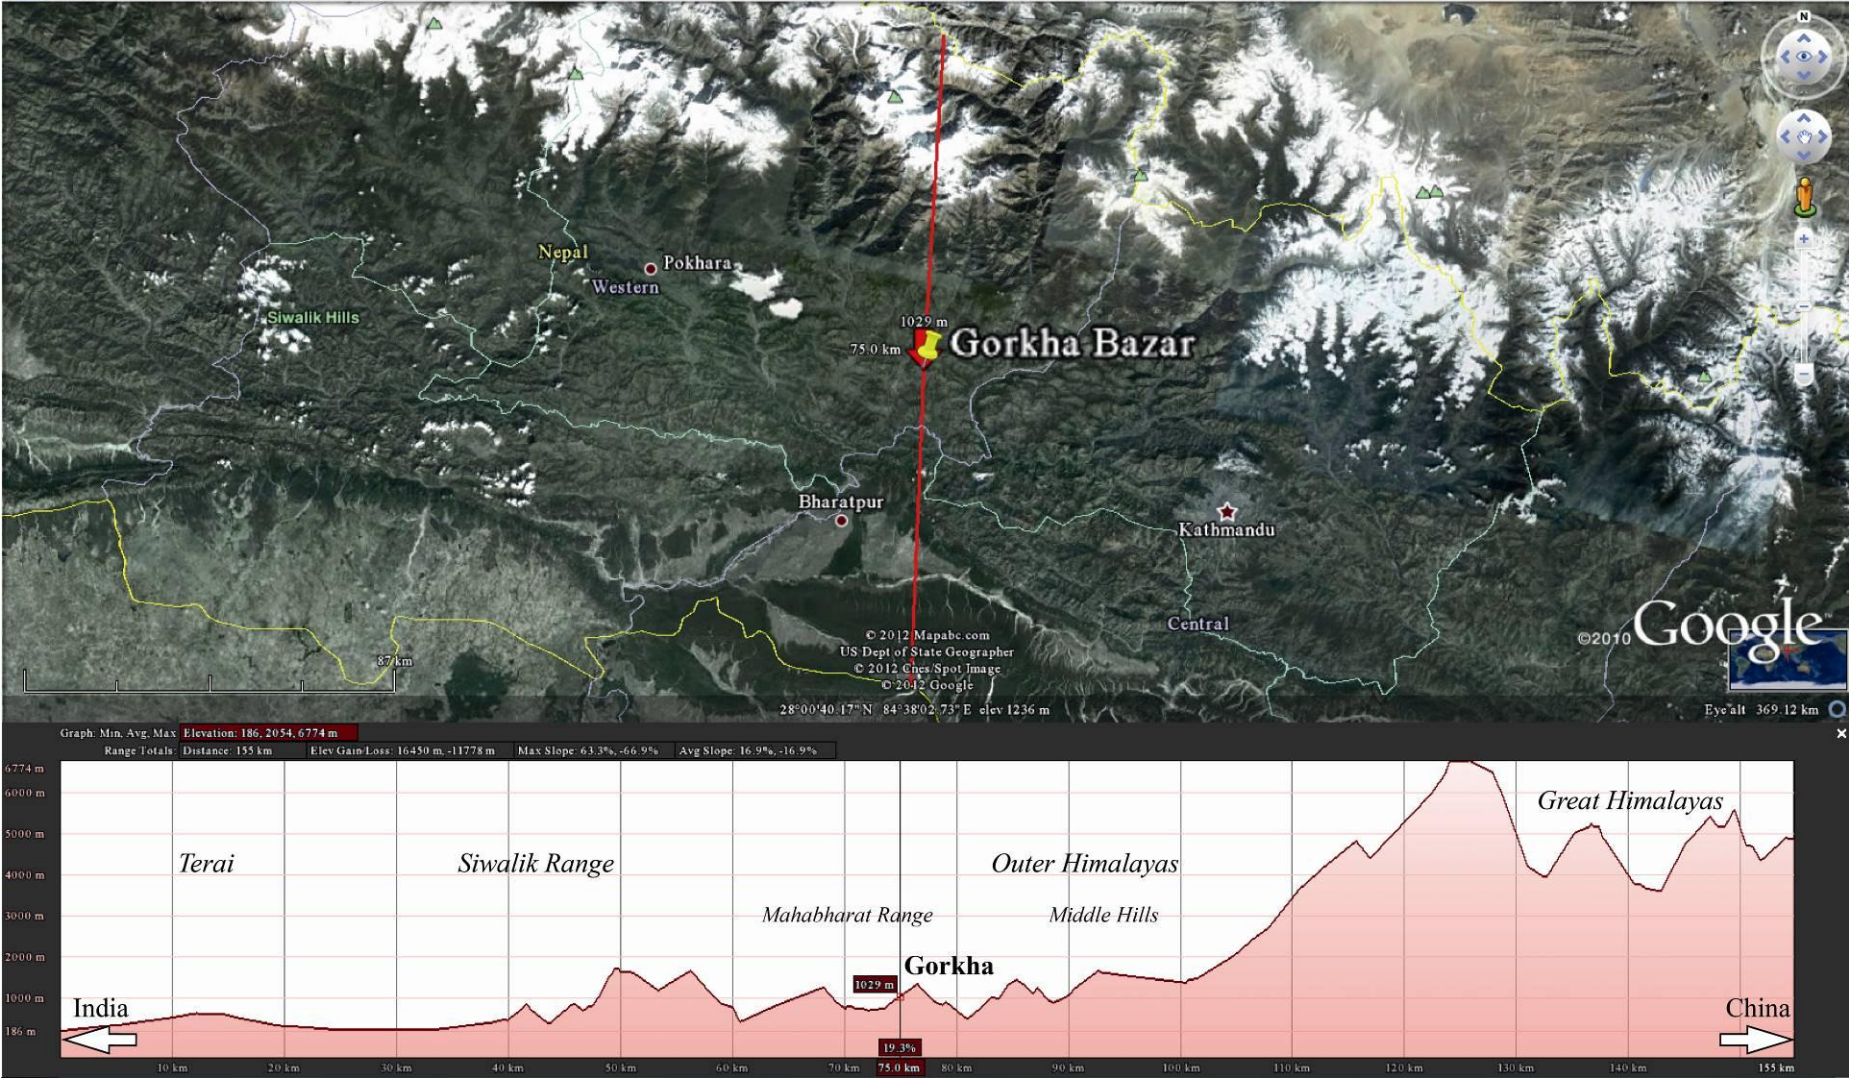 N
Nepal
Pokhara
Western
Siwalik Hills
1029 m
75.0 km
Gorkha Bazar
Bharatpur
Kathmandu
Central
© 2012 Mapabc.com
US Dept of State Geographer
© 2012 Cnes/Spot Image
© 2012 Google
©2010 Google™
87 km
28°00'40.17" N 84°38'02.73" E elev 1236 m
Eye alt 369.12 km
Graph: Min, Avg, Max Elevation: 186, 2054, 6774 m
Range Totals: Distance: 155 km Elev Gain/Loss: 16450 m, -11778 m Max Slope: 63.3%, -66.9% Avg Slope: 16.9%, -16.9%
6774 m
6000 m
5000 m
4000 m
3000 m
2000 m
1000 m
186 m
Great Himalayas
Terai
Siwalik Range
Outer Himalayas
Mahabharat Range
Middle Hills
Gorkha
1029 m
India
China
19.3%
10 km 20 km 30 km 40 km 50 km 60 km 70 km 75.0 km 80 km 90 km 100 km 110 km 120 km 130 km 140 km 155 km